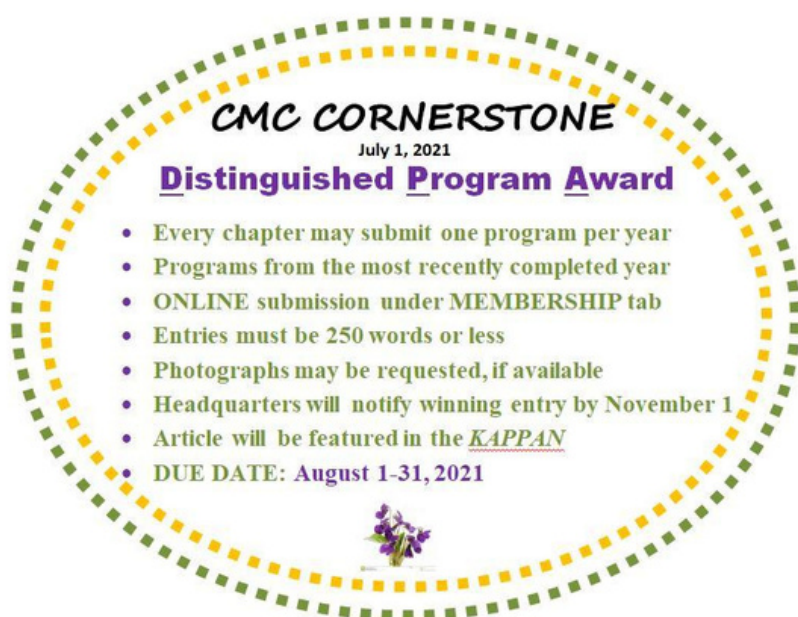 CMC CORNERSTONE
July 1, 2021
Distinguished Program Award
• Every chapter may submit one program per year
• Programs from the most recently completed year
• ONLINE submission under MEMBERSHIP tab
• Entries must be 250 words or less
• Photographs may be requested, if available
• Headquarters will notify winning entry by November 1
• Article will be featured in the KAPPAN
• DUE DATE: August 1-31, 2021